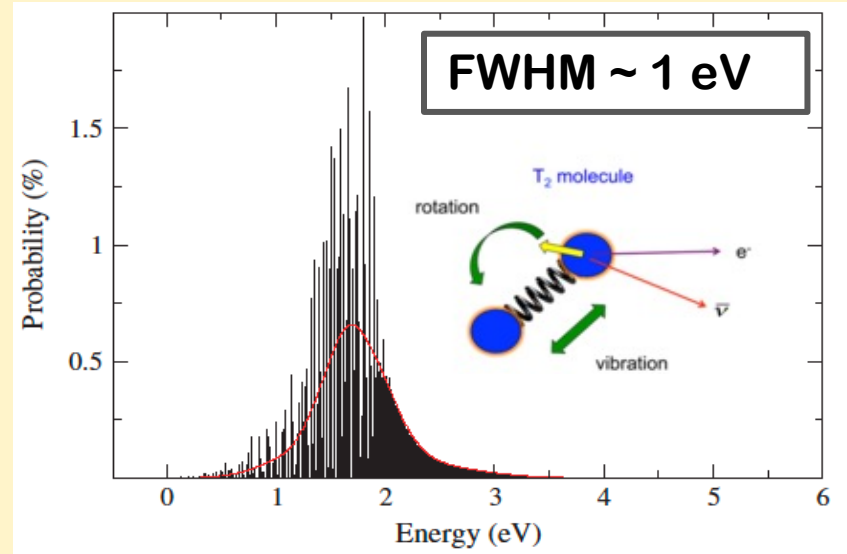 FWHM ~ 1 eV
Probability (%)
1.5
1
0.5
T₂ molecule
rotation
e⁻
ν̅
vibration
0 1 2 3 4 5 6
Energy (eV)